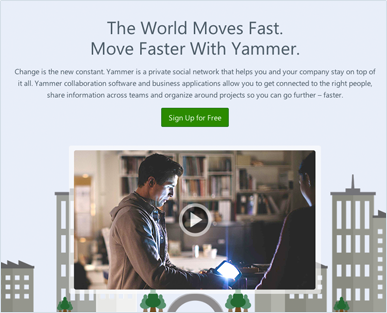 The World Moves Fast.
Move Faster With Yammer.
Change is the new constant. Yammer is a private social network that helps you and your company stay on top of
it all. Yammer collaboration software and business applications allow you to get connected to the right people,
share information across teams and organize around projects so you can go further – faster.
Sign Up for Free